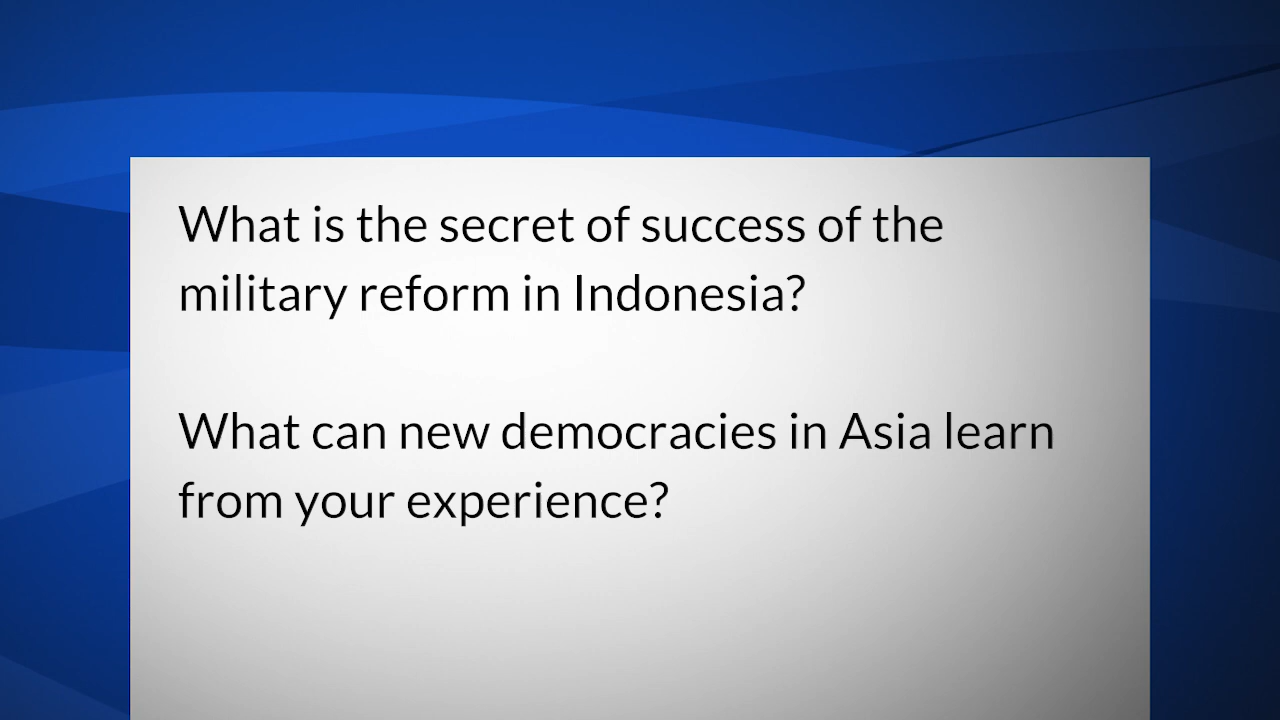 What is the secret of success of the
military reform in Indonesia?
What can new democracies in Asia learn
from your experience?